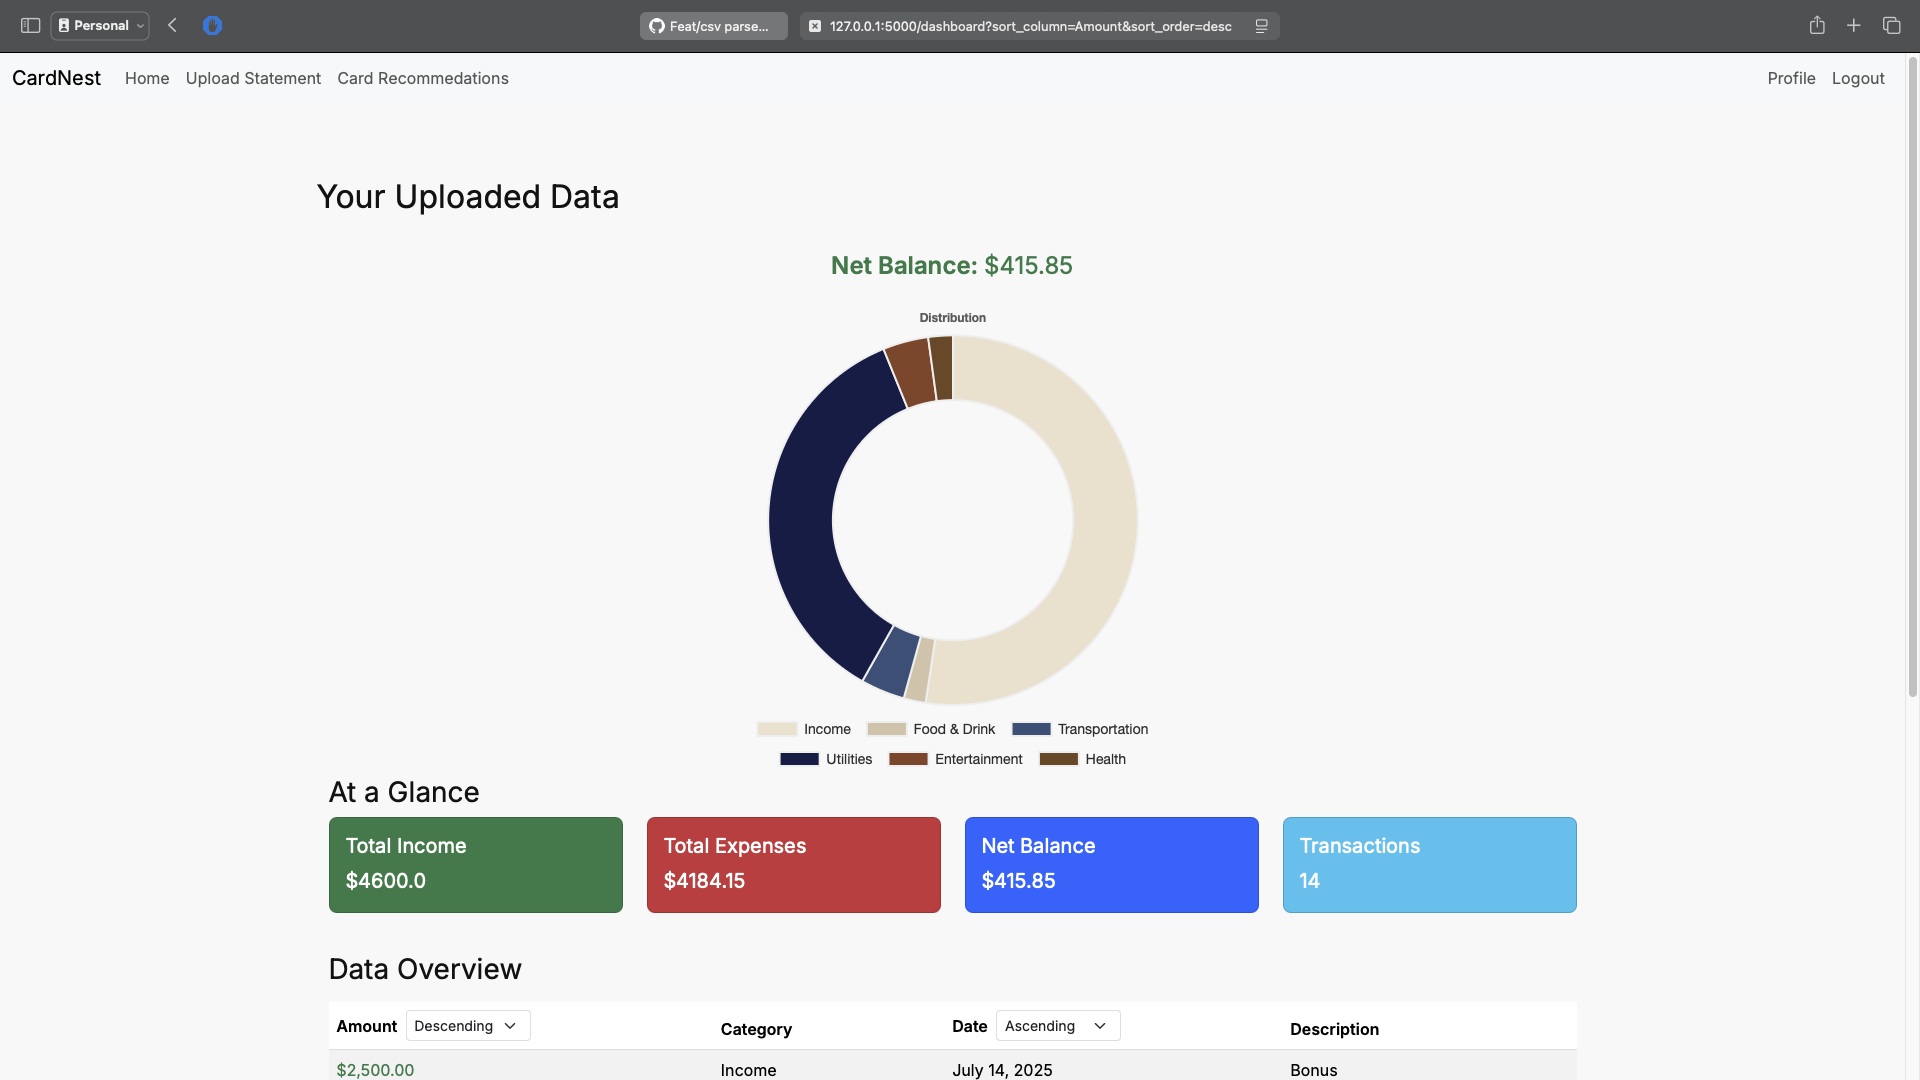 Personal
Feat/csv parse...
127.0.0.1:5000/dashboard?sort_column=Amount&sort_order=desc
CardNest Home Upload Statement Card Recommedations Profile Logout
Your Uploaded Data
Net Balance: $415.85
Distribution
Income Food & Drink Transportation
Utilities Entertainment Health
At a Glance
Total Income Total Expenses Net Balance Transactions
$4600.0 $4184.15 $415.85 14
Data Overview
Amount Descending Category Date Ascending Description
$2,500.00 Income July 14, 2025 Bonus